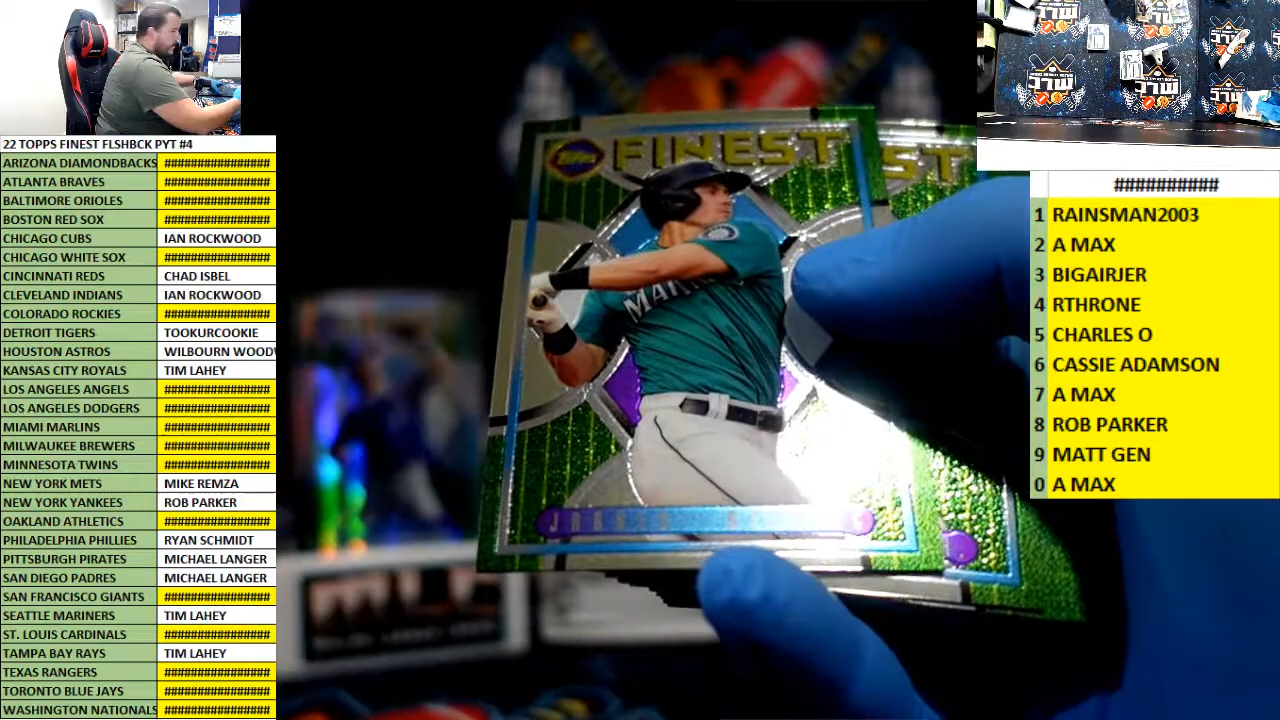 22 TOPPS FINEST FLSHBCK PYT #4
ARIZONA DIAMONDBACKS ################
ATLANTA BRAVES ################
BALTIMORE ORIOLES ################
BOSTON RED SOX ################
CHICAGO CUBS IAN ROCKWOOD
CHICAGO WHITE SOX ################
CINCINNATI REDS CHAD ISBEL
CLEVELAND INDIANS IAN ROCKWOOD
COLORADO ROCKIES ################
DETROIT TIGERS TOOKURCOOKIE
HOUSTON ASTROS WILBOURN WOOD
KANSAS CITY ROYALS TIM LAHEY
LOS ANGELES ANGELS ################
LOS ANGELES DODGERS ################
MIAMI MARLINS ################
MILWAUKEE BREWERS ################
MINNESOTA TWINS ################
NEW YORK METS MIKE REMZA
NEW YORK YANKEES ROB PARKER
OAKLAND ATHLETICS ################
PHILADELPHIA PHILLIES RYAN SCHMIDT
PITTSBURGH PIRATES MICHAEL LANGER
SAN DIEGO PADRES MICHAEL LANGER
SAN FRANCISCO GIANTS ################
SEATTLE MARINERS TIM LAHEY
ST. LOUIS CARDINALS ################
TAMPA BAY RAYS TIM LAHEY
TEXAS RANGERS ################
TORONTO BLUE JAYS ################
WASHINGTON NATIONALS ################
Topps FINEST
ST
MAR
##########
1 RAINSMAN2003
2 A MAX
3 BIGAIRJER
4 RTHRONE
5 CHARLES O
6 CASSIE ADAMSON
7 A MAX
8 ROB PARKER
9 MATT GEN
0 A MAX